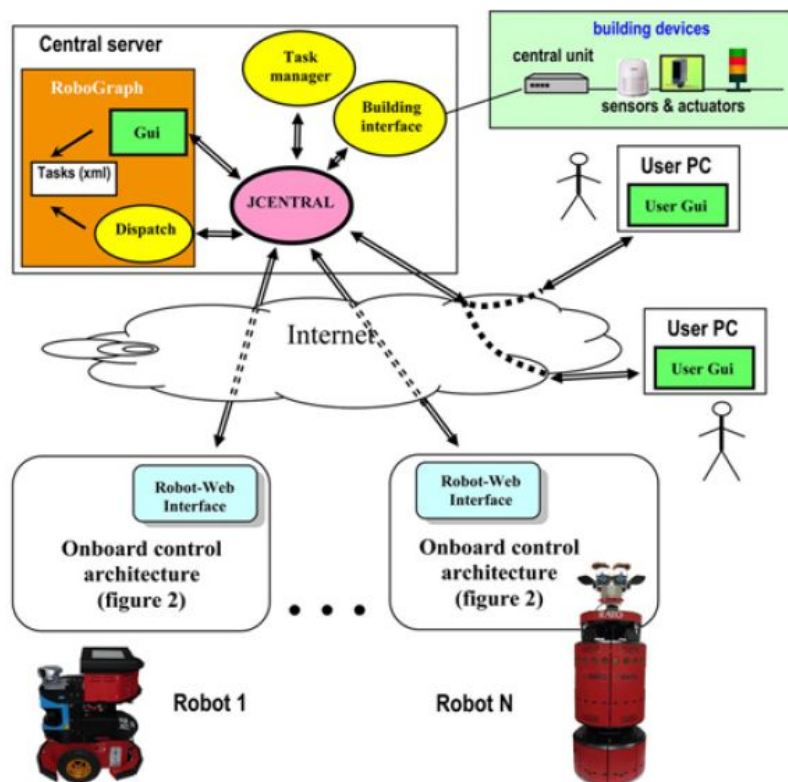 Central server
RoboGraph
Gui
Tasks (xml)
Dispatch
Task
manager
Building
interface
JCENTRAL
building devices
central unit
sensors & actuators
User PC
User Gui
User PC
User Gui
Internet
Robot-Web
Interface
Onboard control
architecture
(figure 2)
Robot-Web
Interface
Onboard control
architecture
(figure 2)
Robot 1
Robot N